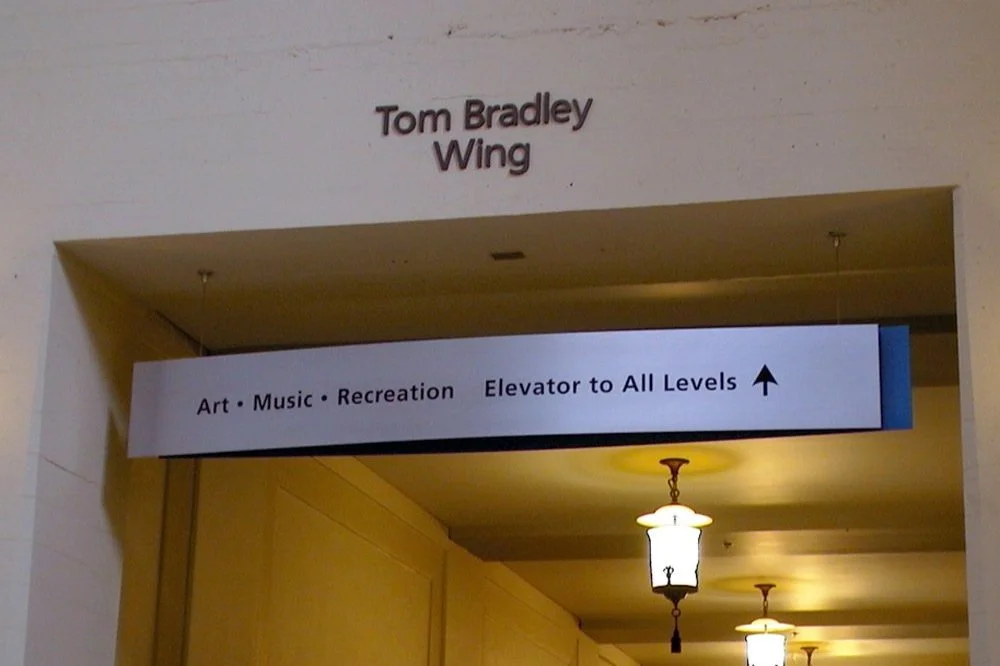 Tom Bradley
Wing
Art • Music • Recreation Elevator to All Levels ↑